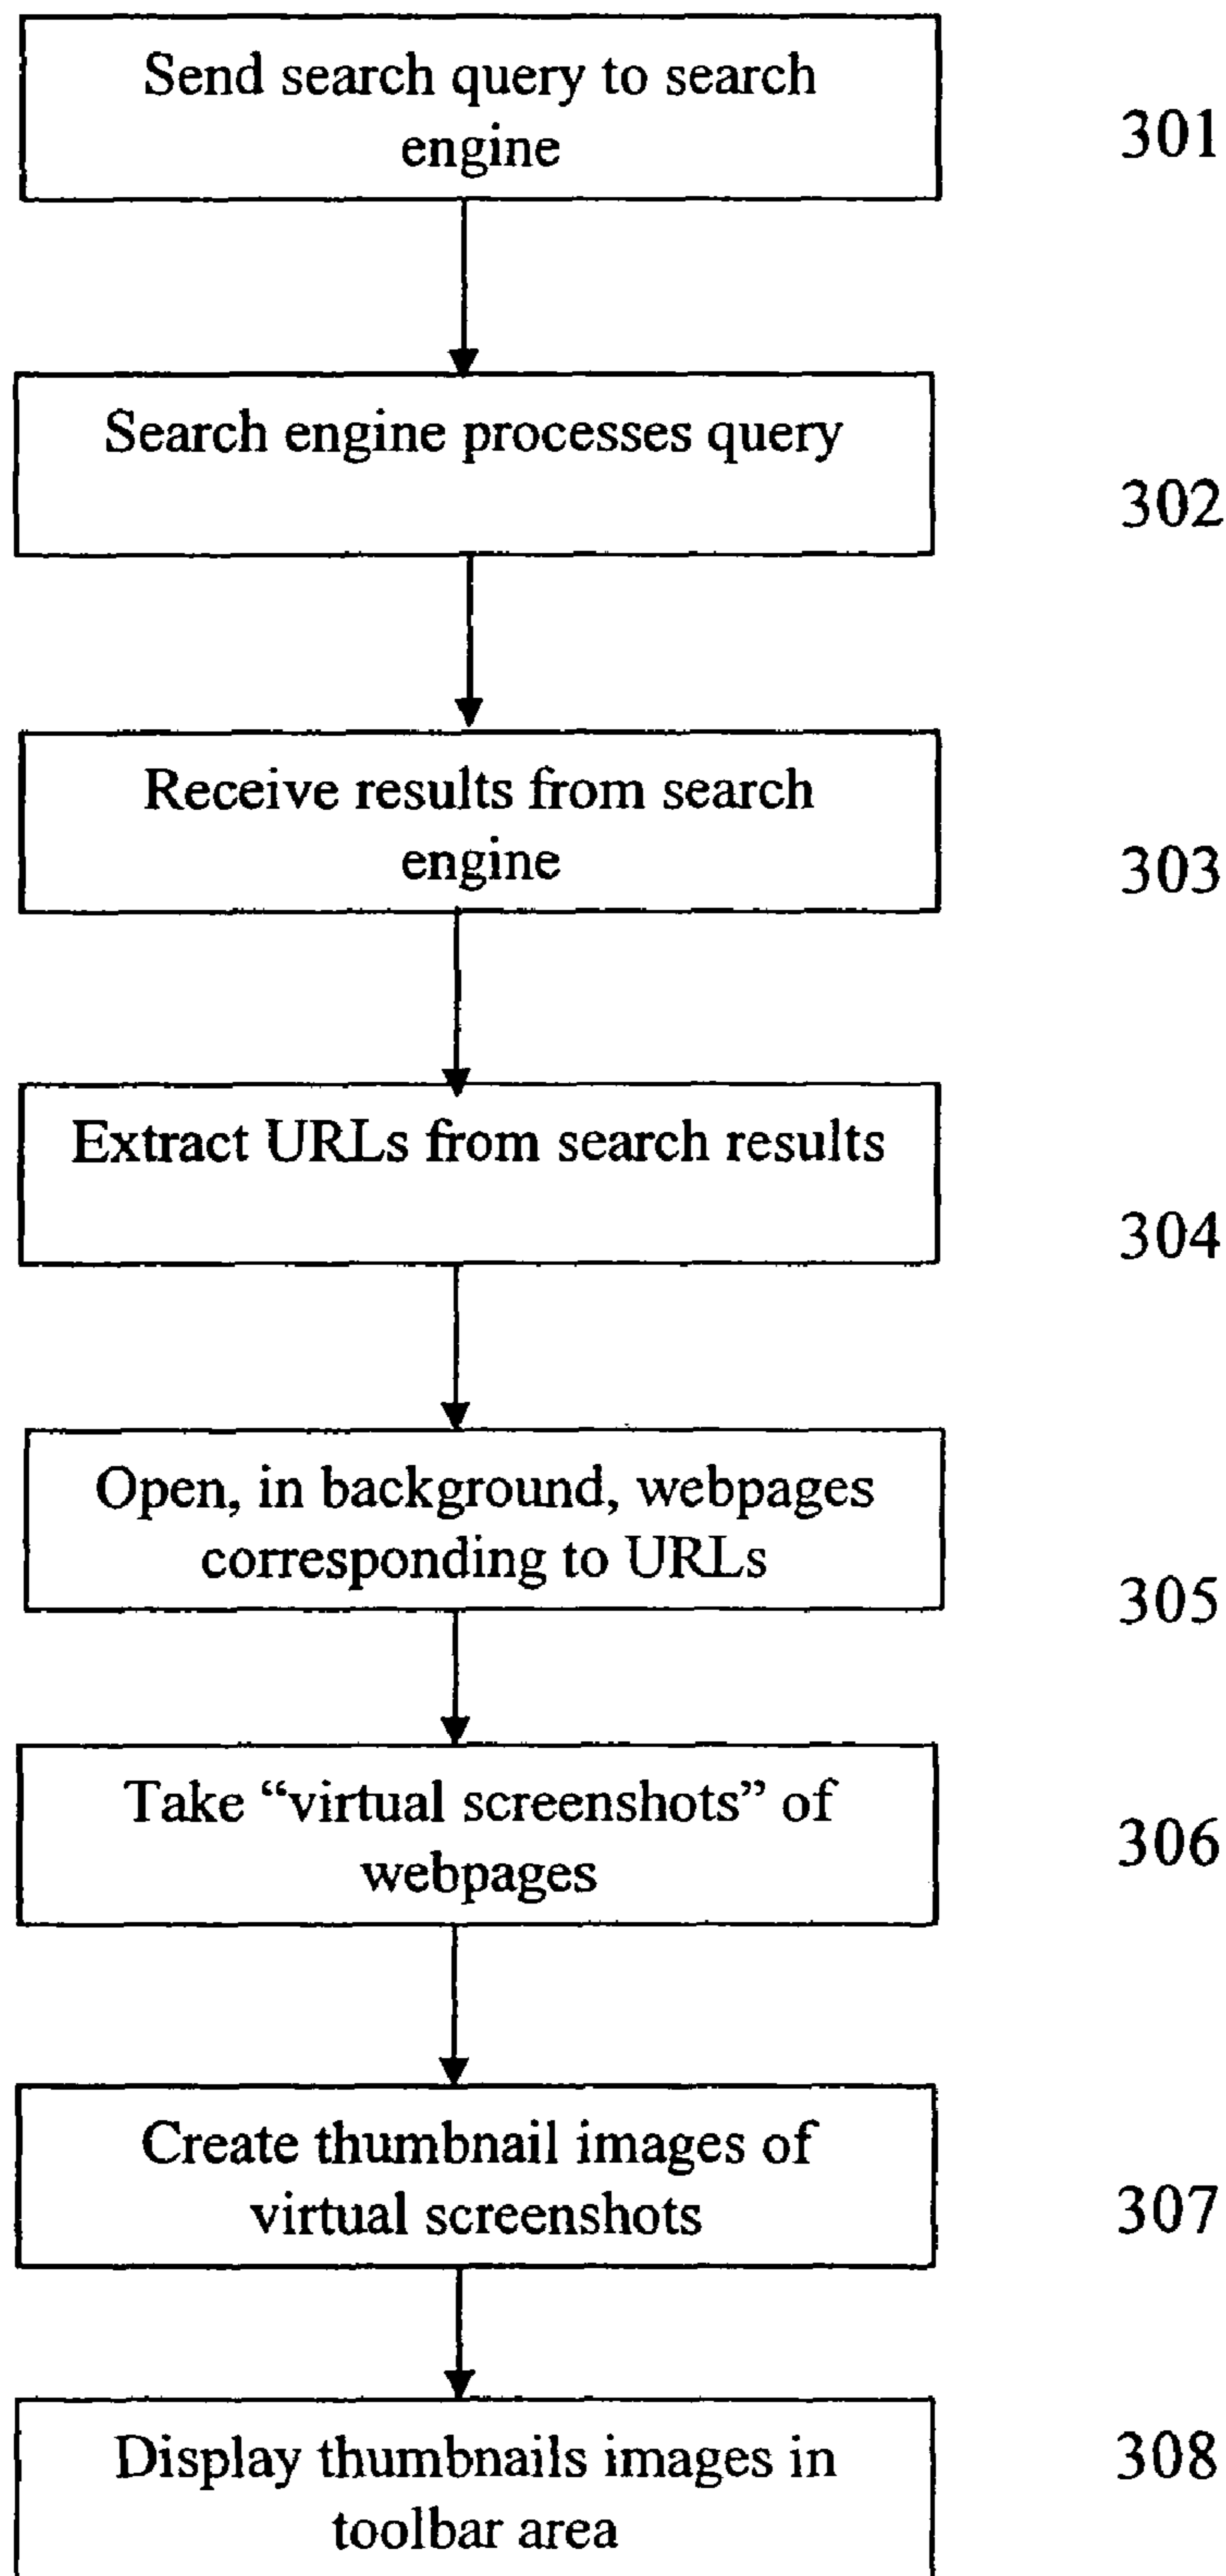 Send search query to search
engine
301
Search engine processes query
302
Receive results from search
engine
303
Extract URLs from search results
304
Open, in background, webpages
corresponding to URLs
305
Take “virtual screenshots” of
webpages
306
Create thumbnail images of
virtual screenshots
307
Display thumbnails images in
toolbar area
308